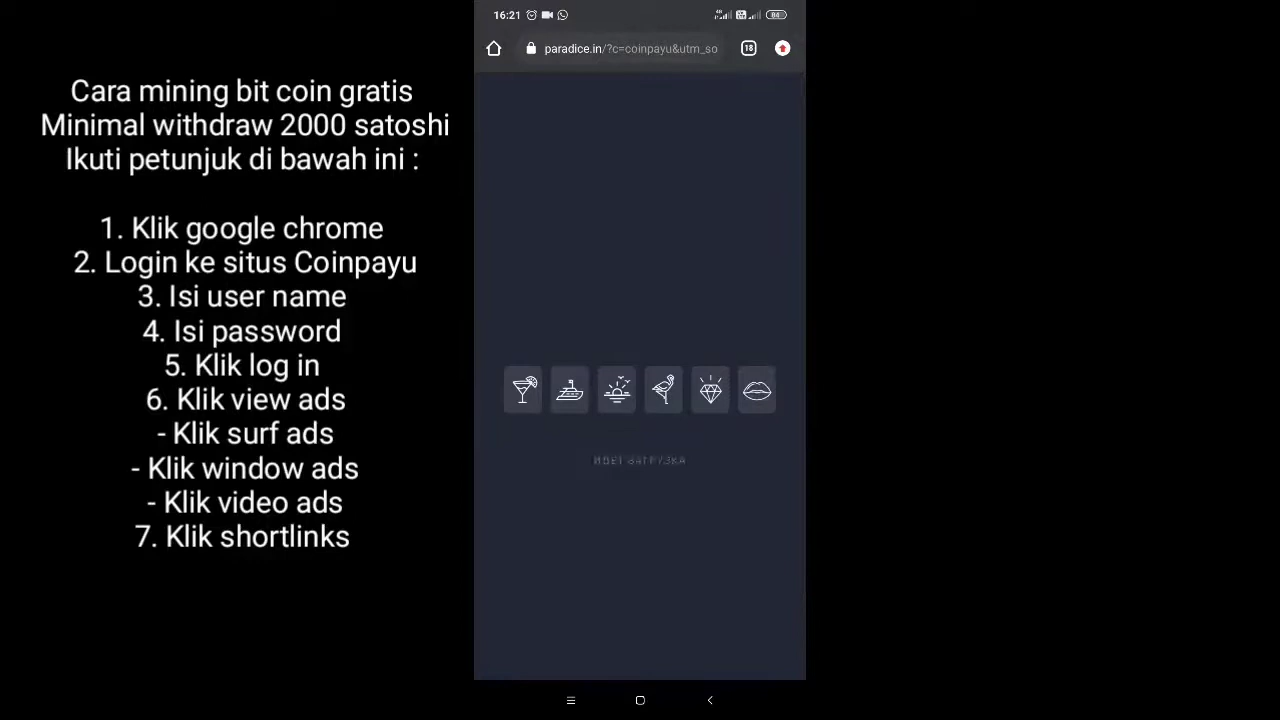 Cara mining bit coin gratis
Minimal withdraw 2000 satoshi
Ikuti petunjuk di bawah ini :
1. Klik google chrome
2. Login ke situs Coinpayu
3. Isi user name
4. Isi password
5. Klik log in
6. Klik view ads
- Klik surf ads
- Klik window ads
- Klik video ads
7. Klik shortlinks
16:21
84
paradice.in/?c=coinpayu&utm_so
18
ИДЕТ ЗАГРУЗКА